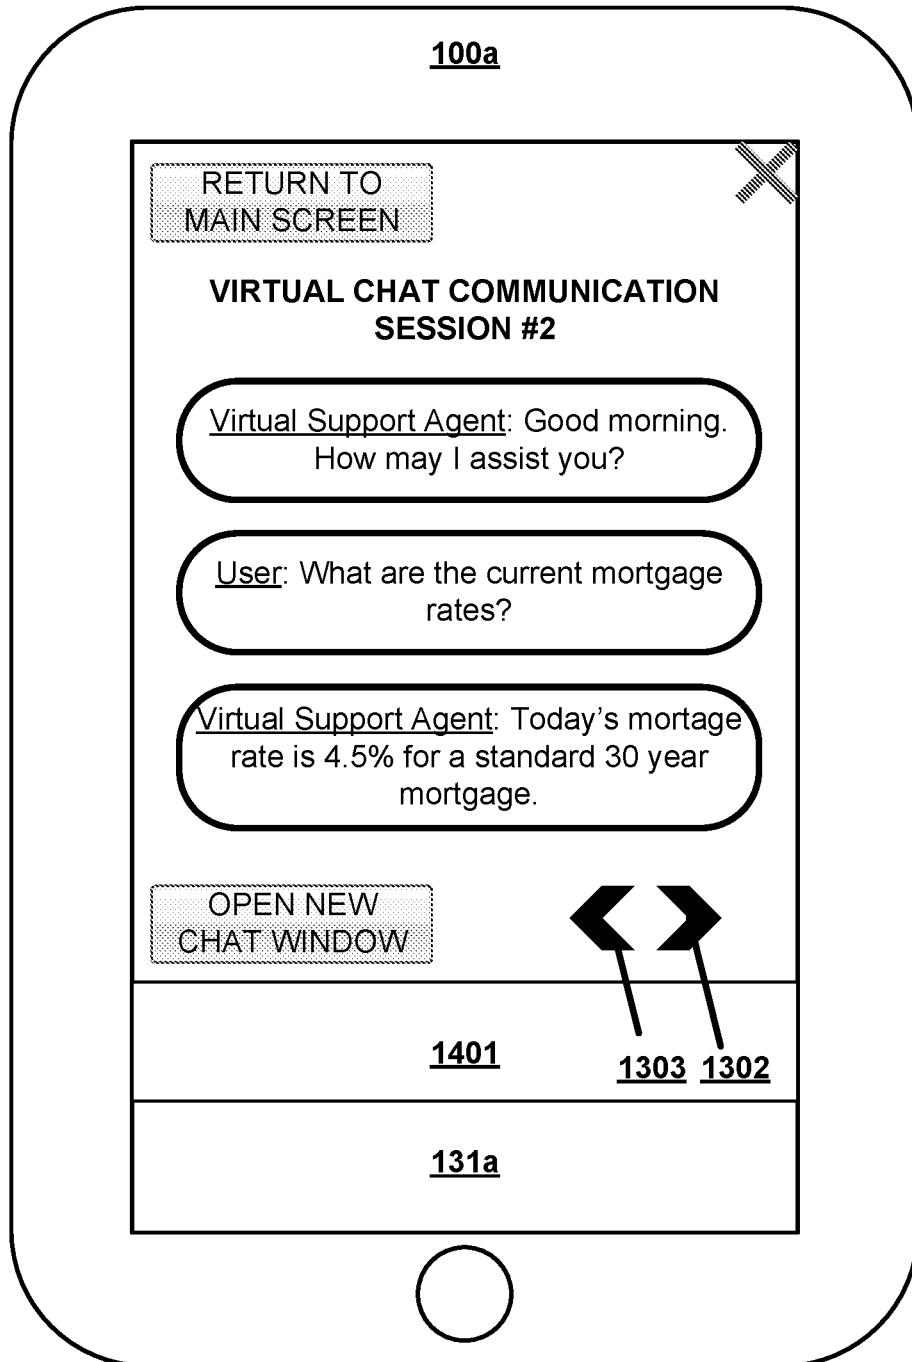 100a
RETURN TO
MAIN SCREEN
VIRTUAL CHAT COMMUNICATION
SESSION #2
Virtual Support Agent: Good morning.
How may I assist you?
User: What are the current mortgage
rates?
Virtual Support Agent: Today’s mortage
rate is 4.5% for a standard 30 year
mortgage.
OPEN NEW
CHAT WINDOW
1401
1303 1302
131a